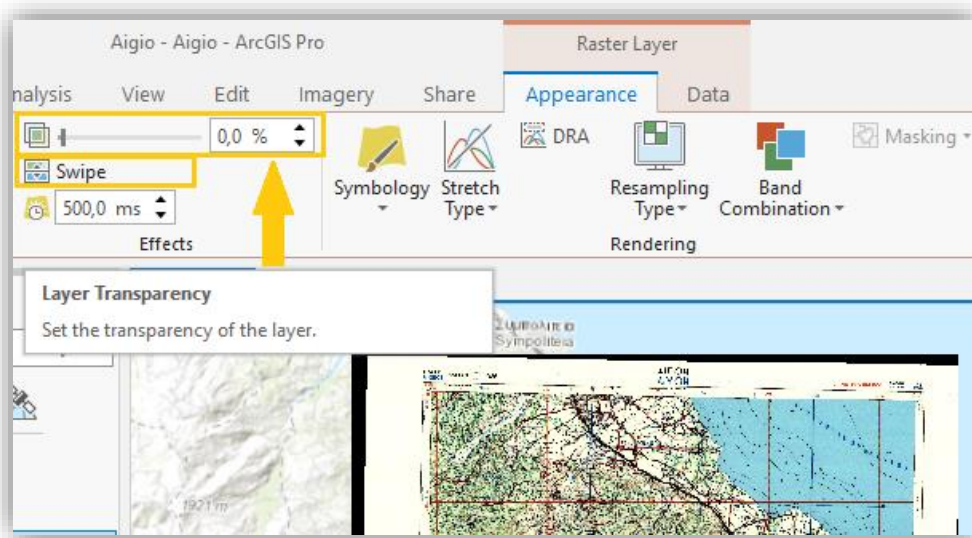 Aigio - Aigio - ArcGIS Pro
Raster Layer
nalysis View Edit Imagery Share Appearance Data
0,0 %
DRA
Masking
Swipe
500,0 ms
Symbology
Stretch Type
Resampling Type
Band Combination
Effects
Rendering
Layer Transparency
Set the transparency of the layer.
Sympoliteia
1921 m